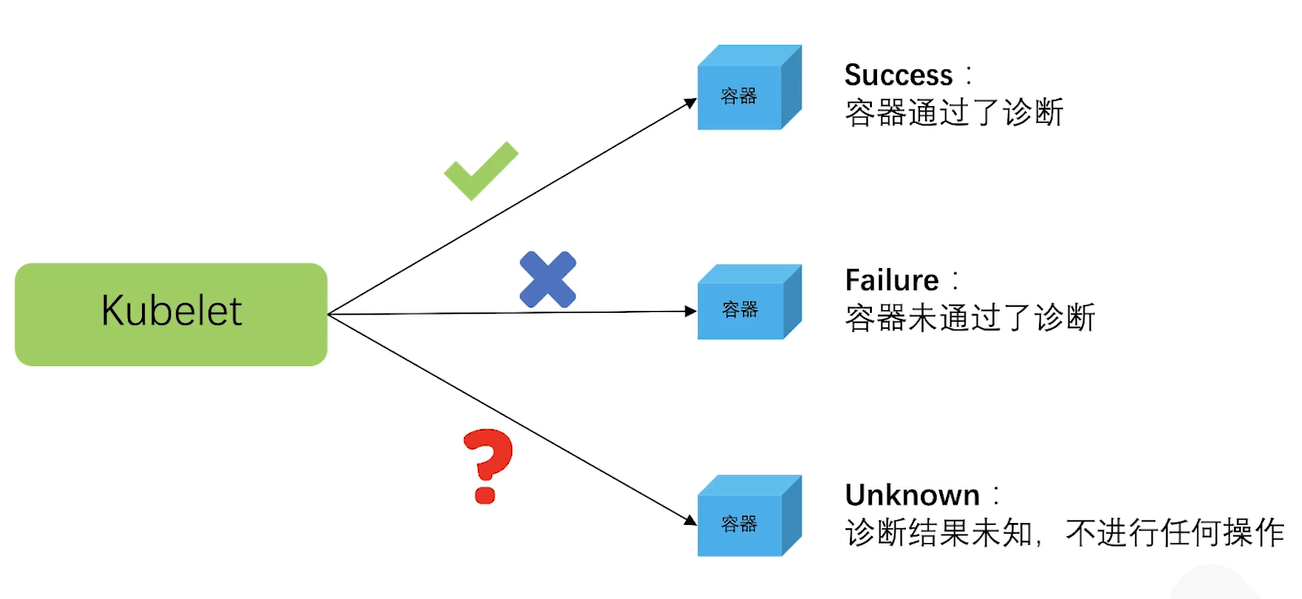 容器
Success：
容器通过了诊断
Kubelet
容器
Failure：
容器未通过了诊断
容器
Unknown：
诊断结果未知，不进行任何操作